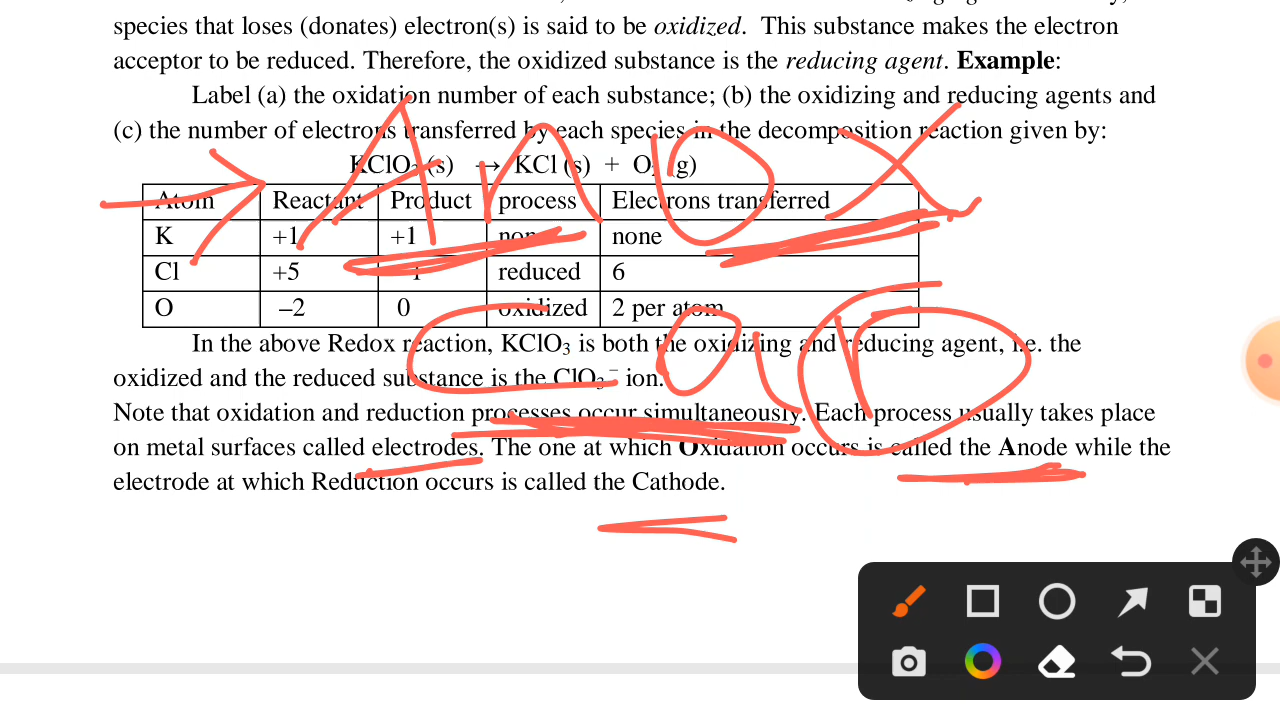 species that loses (donates) electron(s) is said to be oxidized. This substance makes the electron
acceptor to be reduced. Therefore, the oxidized substance is the reducing agent. Example:
Label (a) the oxidation number of each substance; (b) the oxidizing and reducing agents and
(c) the number of electrons transferred by each species in the decomposition reaction given by:
KClO₃ (s) → KCl (s) + O₂ (g)
Atom Reactant Product process Electrons transferred
K +1 +1 none none
Cl +5 -1 reduced 6
O –2 0 oxidized 2 per atom
In the above Redox reaction, KClO₃ is both the oxidizing and reducing agent, i.e. the
oxidized and the reduced substance is the ClO₃⁻ ion.
Note that oxidation and reduction processes occur simultaneously. Each process usually takes place
on metal surfaces called electrodes. The one at which Oxidation occurs is called the Anode while the
electrode at which Reduction occurs is called the Cathode.
An OX